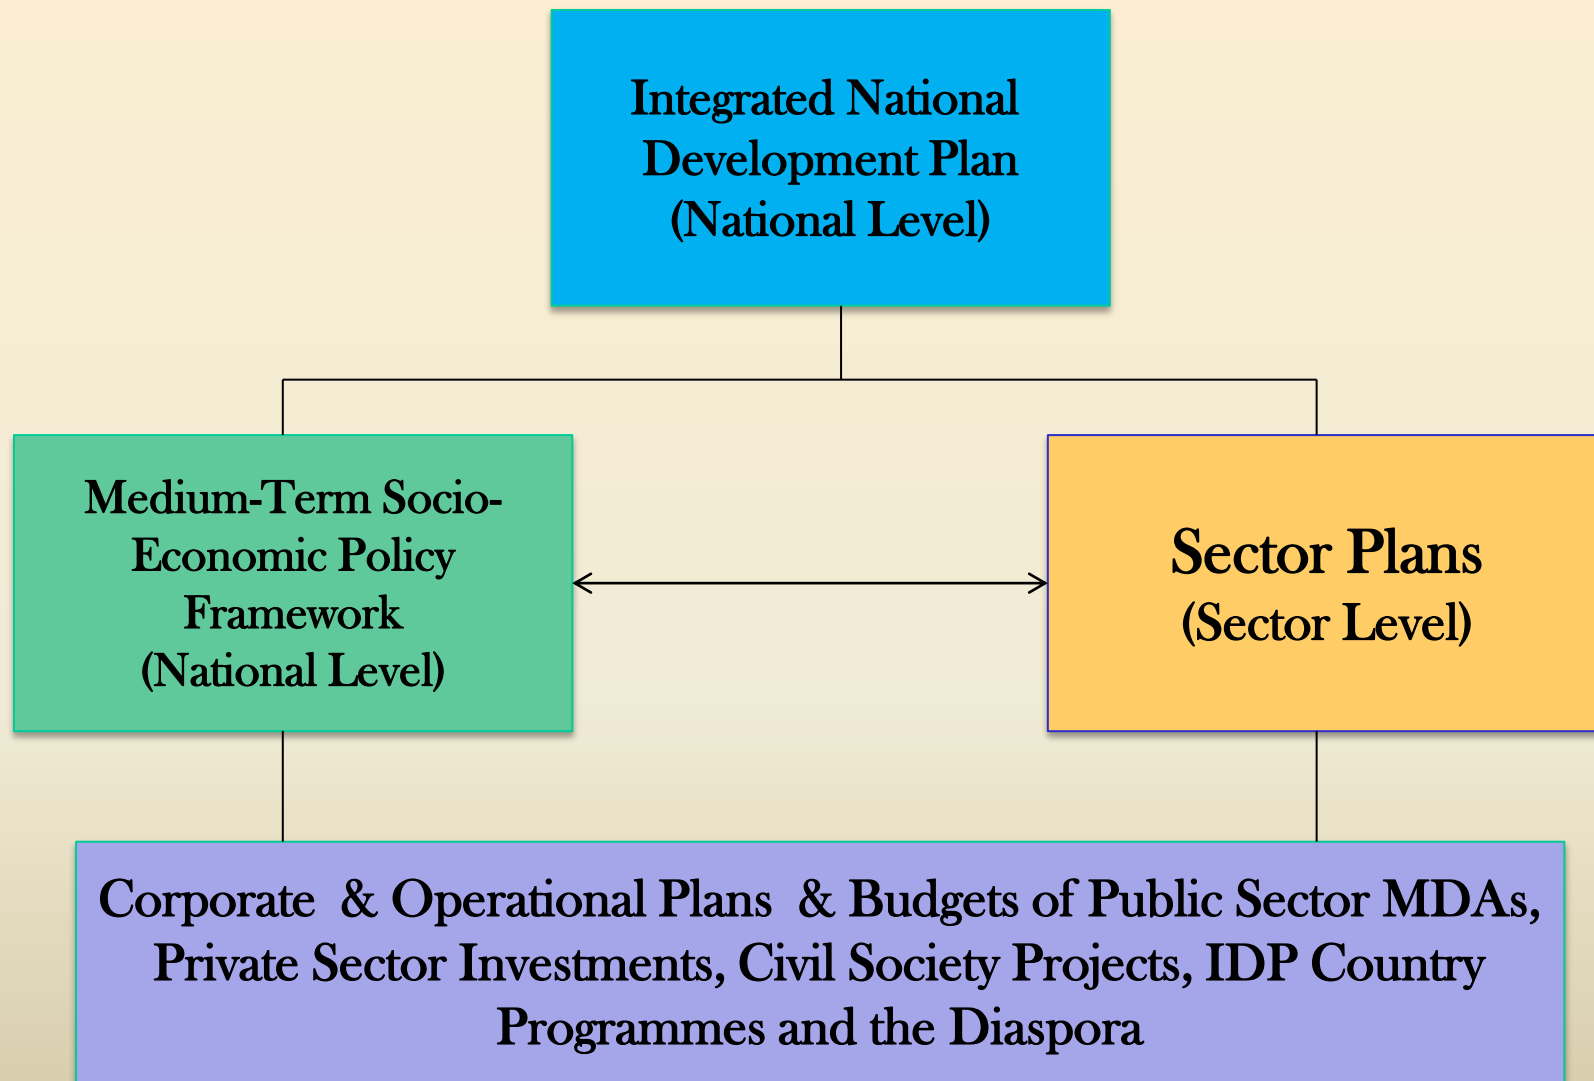 Integrated National
Development Plan
(National Level)
Medium-Term Socio-
Economic Policy
Framework
(National Level)
Sector Plans
(Sector Level)
Corporate & Operational Plans & Budgets of Public Sector MDAs,
Private Sector Investments, Civil Society Projects, IDP Country
Programmes and the Diaspora